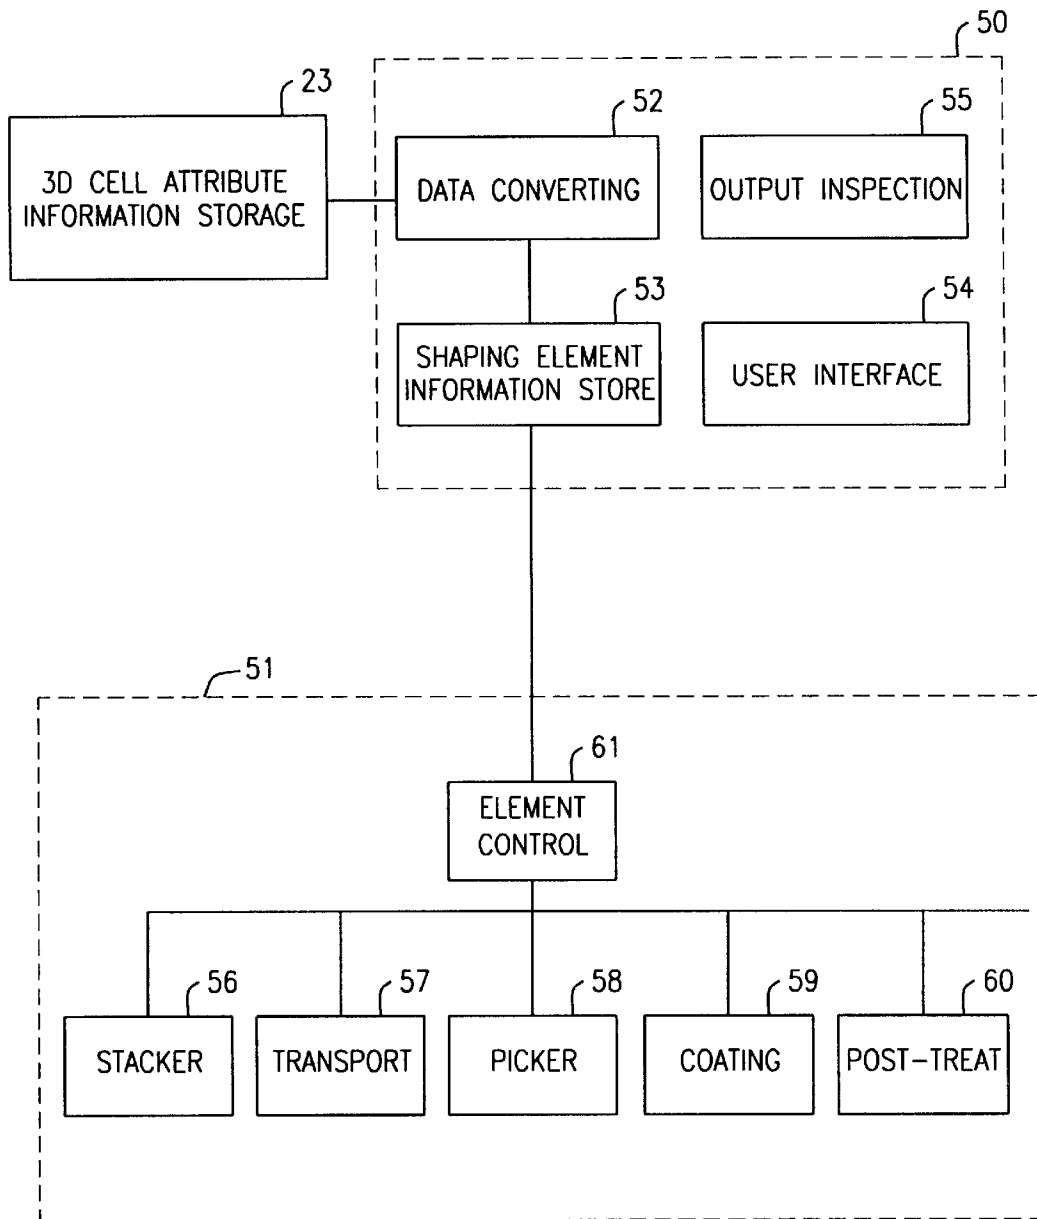 50
23
52
55
3D CELL ATTRIBUTE
INFORMATION STORAGE
DATA CONVERTING
OUTPUT INSPECTION
53
54
SHAPING ELEMENT
INFORMATION STORE
USER INTERFACE
51
61
ELEMENT
CONTROL
56
57
58
59
60
STACKER
TRANSPORT
PICKER
COATING
POST-TREAT